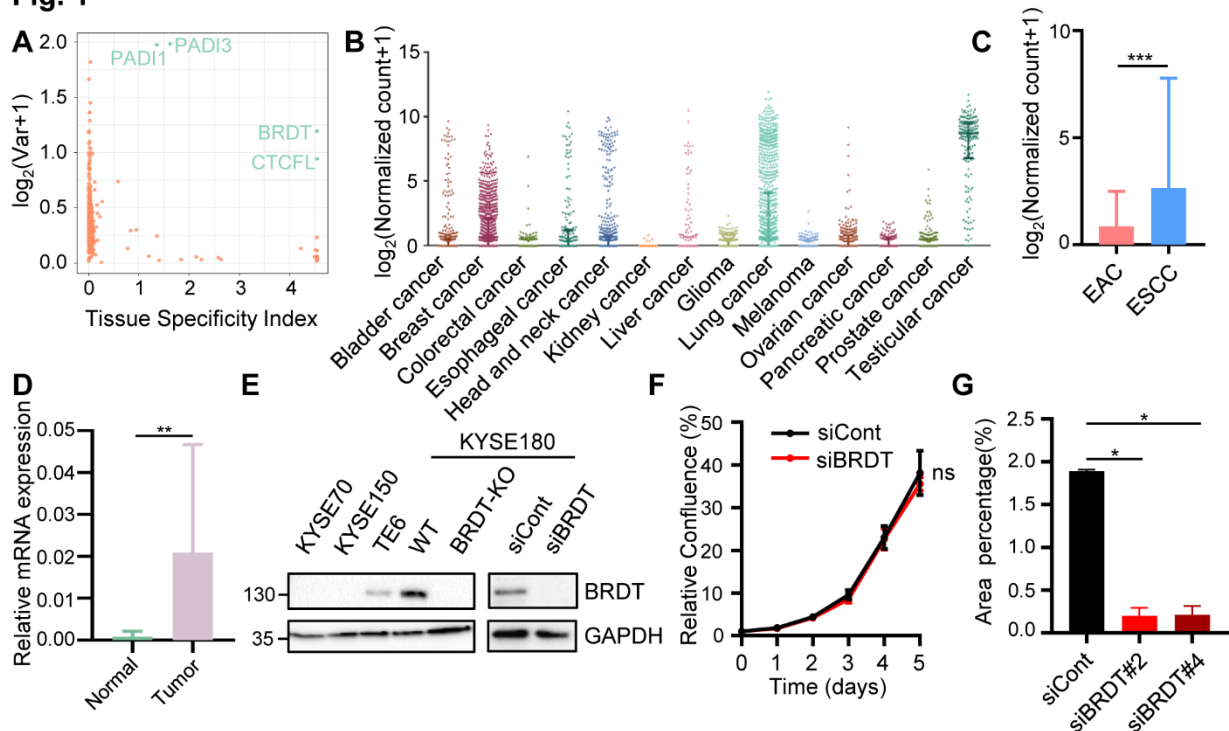 A
PADI1
PADI3
BRDT
CTCFL
log2(Var+1)
2.0
1.5
1.0
0.5
0.0
0 1 2 3 4
Tissue Specificity Index
B
log2(Normalized count+1)
15
10
5
0
Bladder cancer
Breast cancer
Colorectal cancer
Esophageal cancer
Head and neck cancer
Kidney cancer
Liver cancer
Glioma
Lung cancer
Melanoma
Ovarian cancer
Pancreatic cancer
Prostate cancer
Testicular cancer
C
log2(Normalized count+1)
10
5
0
***
EAC
ESCC
D
Relative mRNA expression
0.05
0.04
0.03
0.02
0.01
0.00
**
Normal
Tumor
E
KYSE180
KYSE70
KYSE150
TE6
WT
BRDT-KO
siCont
siBRDT
130
BRDT
35
GAPDH
F
Relative Confluence (%)
50
40
30
20
10
0
siCont
siBRDT
ns
0 1 2 3 4 5
Time (days)
G
Area percentage(%)
2.5
2.0
1.5
1.0
0.5
0.0
*
*
siCont
siBRDT#2
siBRDT#4